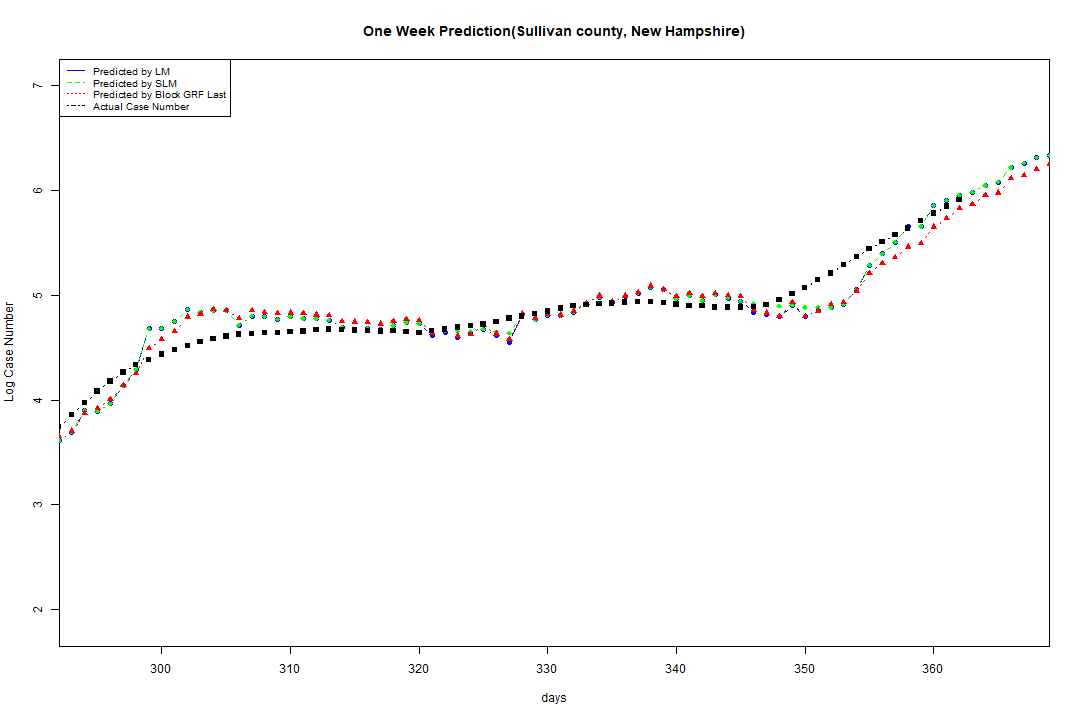 One Week Prediction(Sullivan county, New Hampshire)
Predicted by LM
Predicted by SLM
Predicted by Block GRF Last
Actual Case Number
7
6
5
4
3
2
Log Case Number
300 310 320 330 340 350 360
days